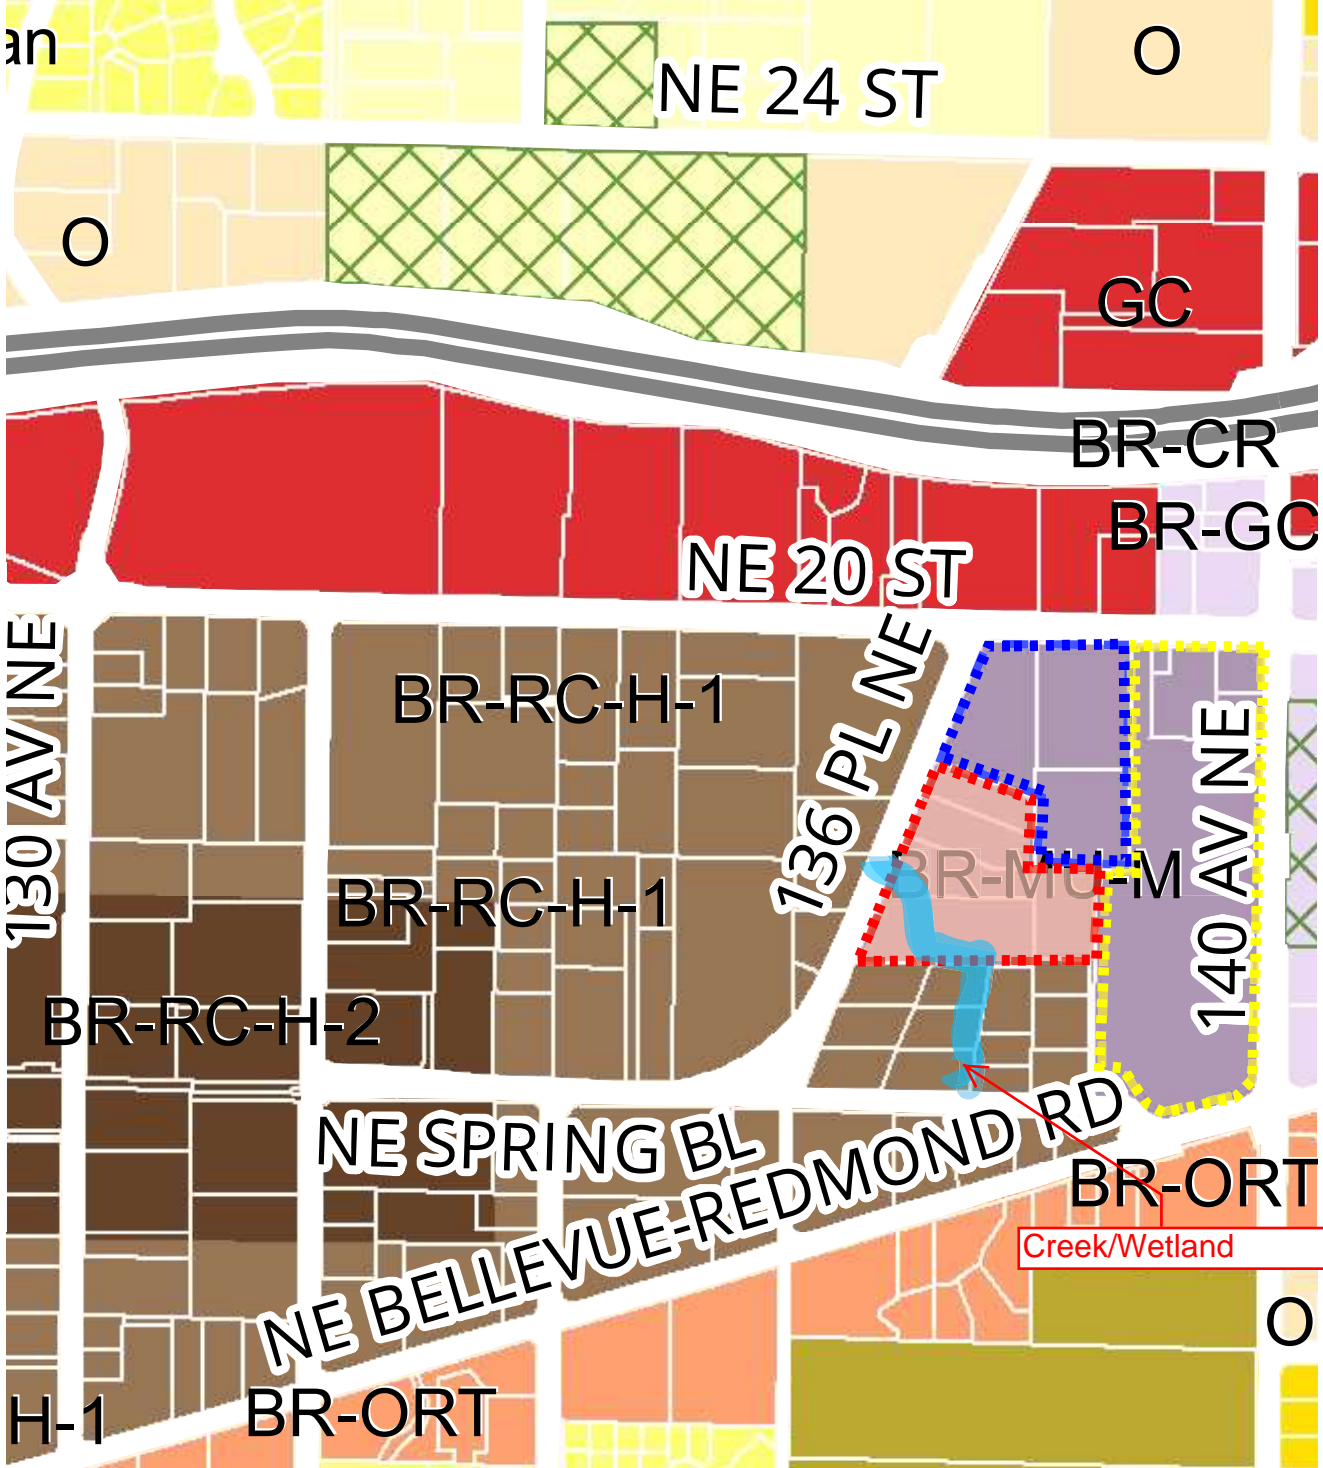 an
O
NE 24 ST
O
GC
BR-CR
BR-GC
NE 20 ST
130 AV NE
136 PL NE
BR-RC-H-1
140 AV NE
BR-MU-M
BR-RC-H-1
BR-RC-H-2
NE SPRING BL
NE BELLEVUE-REDMOND RD
BR-ORT
Creek/Wetland
O
BR-ORT
H-1